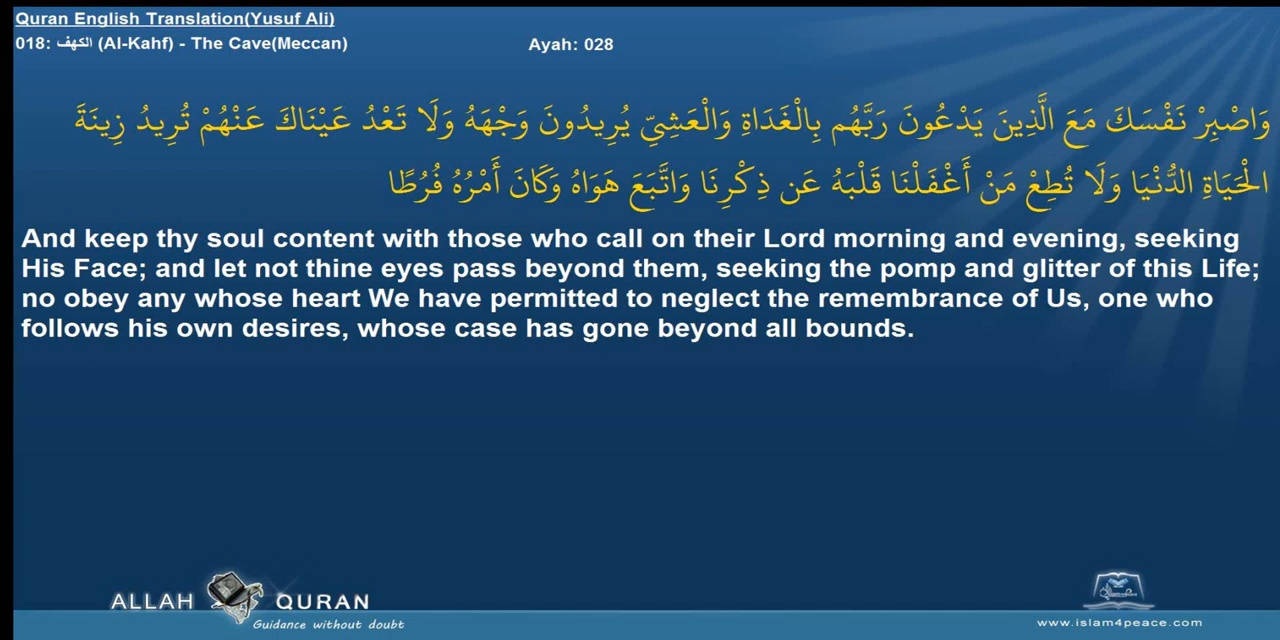 Quran English Translation(Yusuf Ali)
018: الكهف (Al-Kahf) - The Cave(Meccan)
Ayah: 028
وَاصْبِرْ نَفْسَكَ مَعَ الَّذِينَ يَدْعُونَ رَبَّهُم بِالْغَدَاةِ وَالْعَشِيِّ يُرِيدُونَ وَجْهَهُ وَلَا تَعْدُ عَيْنَاكَ عَنْهُمْ تُرِيدُ زِينَةَ
الْحَيَاةِ الدُّنْيَا وَلَا تُطِعْ مَنْ أَغْفَلْنَا قَلْبَهُ عَن ذِكْرِنَا وَاتَّبَعَ هَوَاهُ وَكَانَ أَمْرُهُ فُرُطًا
And keep thy soul content with those who call on their Lord morning and evening, seeking
His Face; and let not thine eyes pass beyond them, seeking the pomp and glitter of this Life;
no obey any whose heart We have permitted to neglect the remembrance of Us, one who
follows his own desires, whose case has gone beyond all bounds.
ALLAH QURAN
Guidance without doubt
www.islam4peace.com